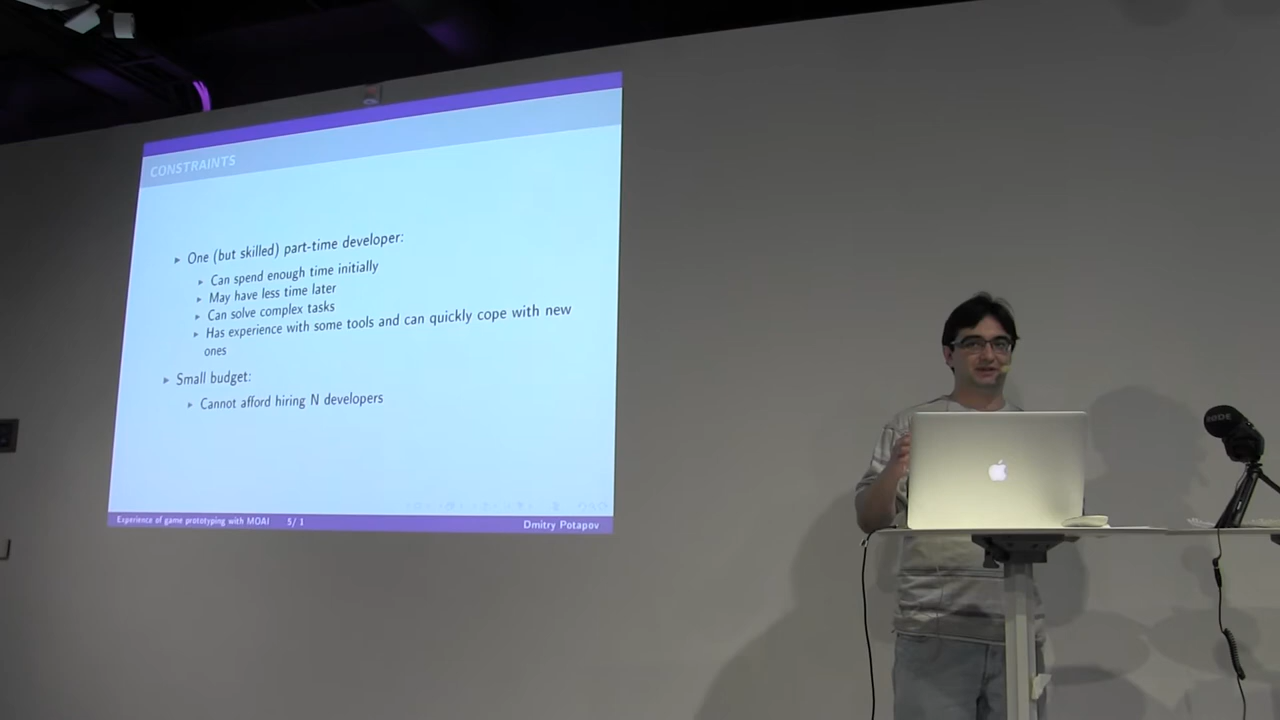 CONSTRAINTS
▸ One (but skilled) part-time developer:
▸ Can spend enough time initially
▸ May have less time later
▸ Can solve complex tasks
▸ Has experience with some tools and can quickly cope with new
ones
▸ Small budget:
▸ Cannot afford hiring N developers
Experience of game prototyping with MOAI 5/1 Dmitry Potapov
RØDE